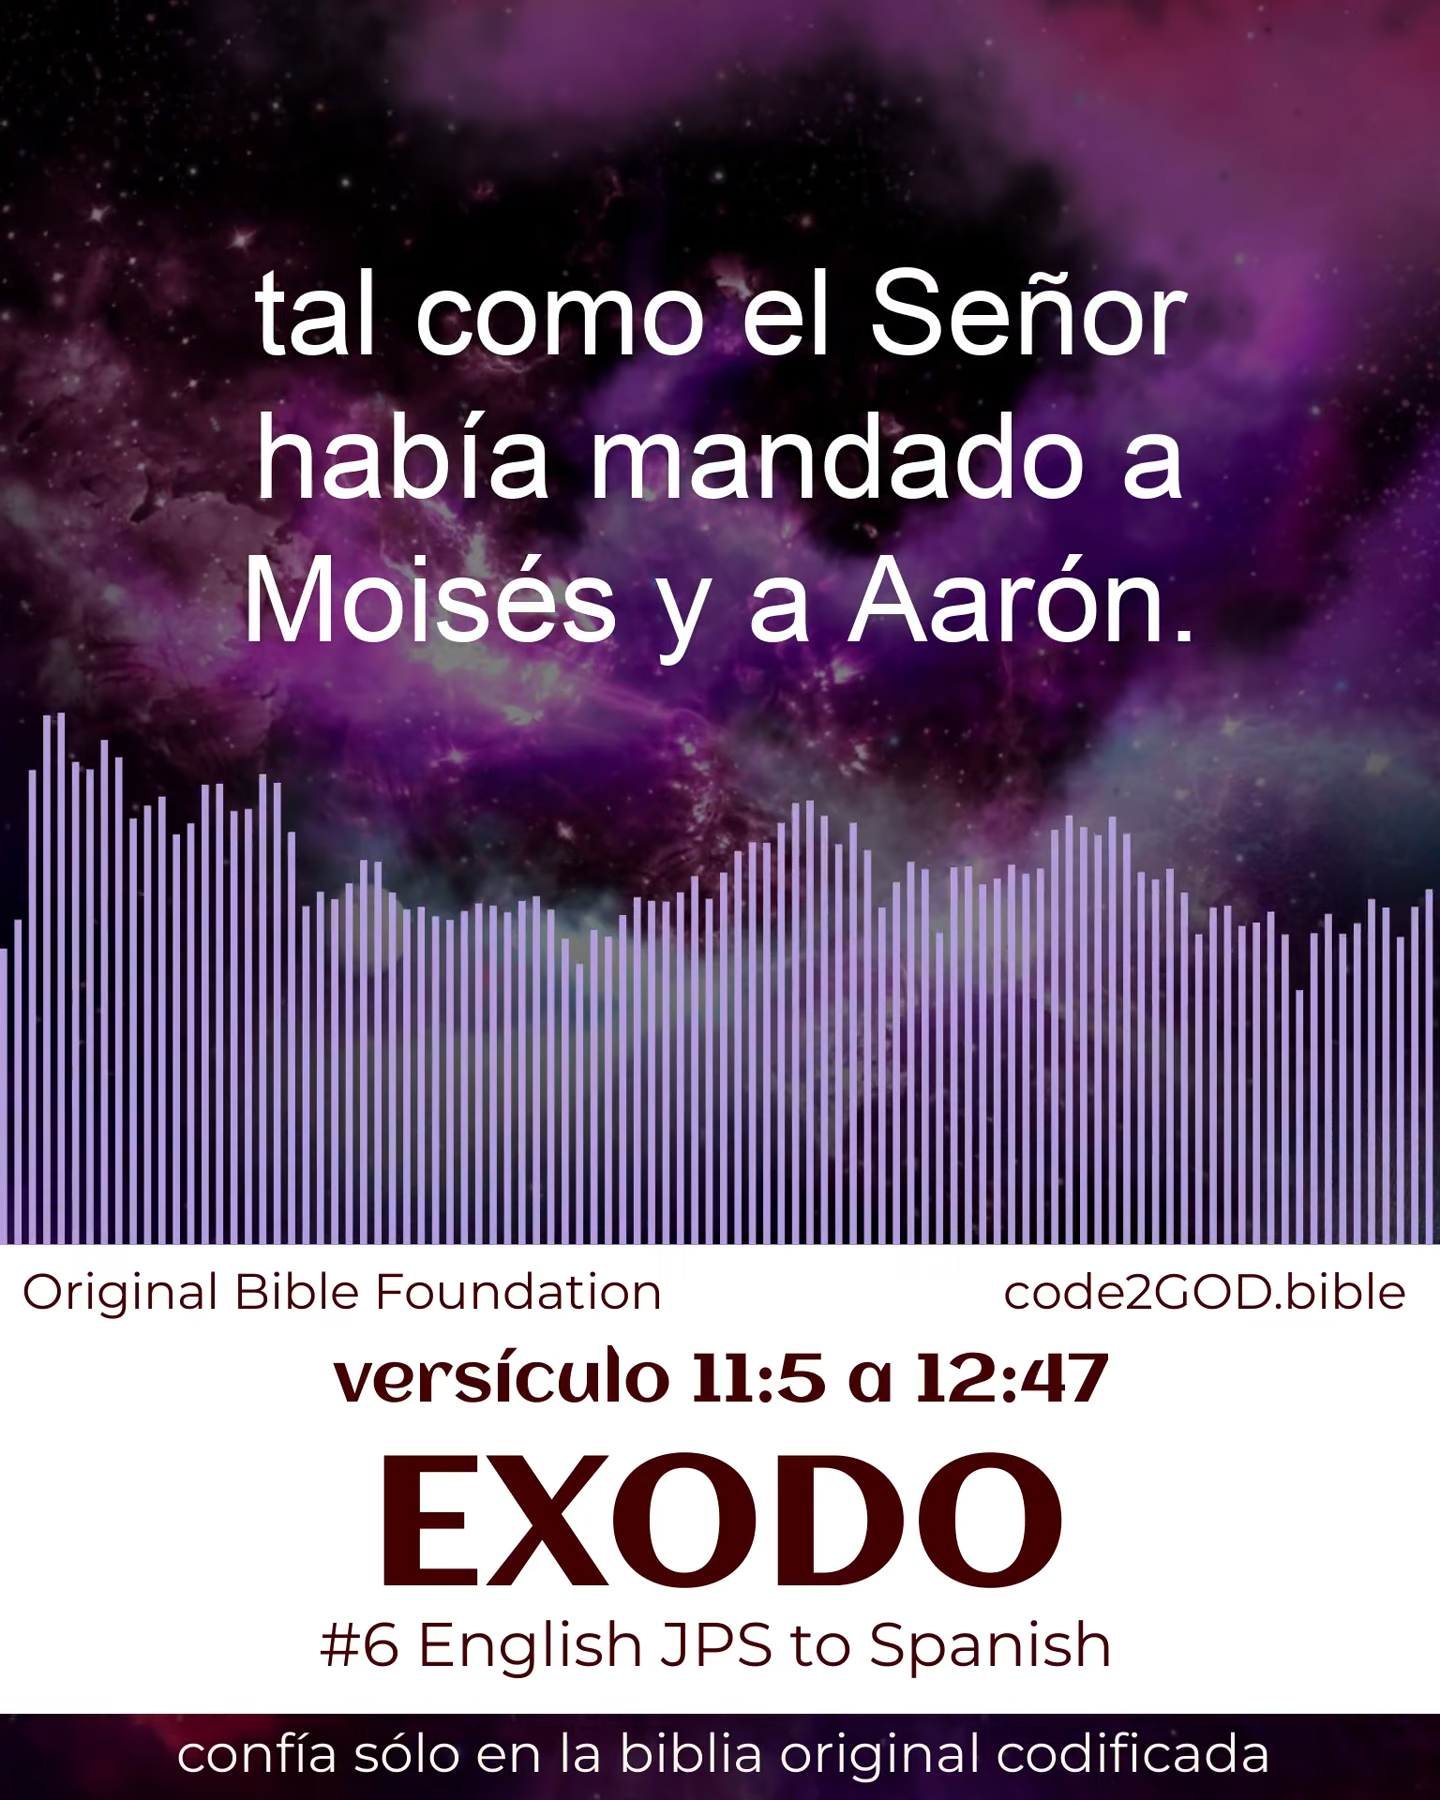 tal como el Señor
había mandado a
Moisés y a Aarón.
Original Bible Foundation
code2GOD.bible
versículo 11:5 a 12:47
EXODO
#6 English JPS to Spanish
confía sólo en la biblia original codificada